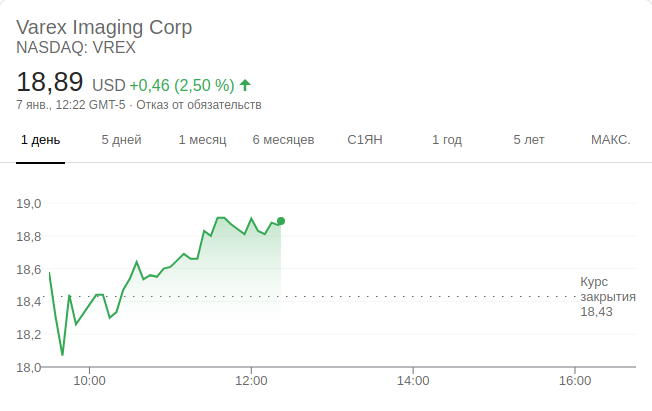 Varex Imaging Corp
NASDAQ: VREX
18,89 USD +0,46 (2,50 %)
7 янв., 12:22 GMT-5 · Отказ от обязательств
1 день 5 дней 1 месяц 6 месяцев С1ЯН 1 год 5 лет МАКС.
19,0
18,8
18,6
18,4
18,2
18,0
Курс
закрытия
18,43
10:00 12:00 14:00 16:00